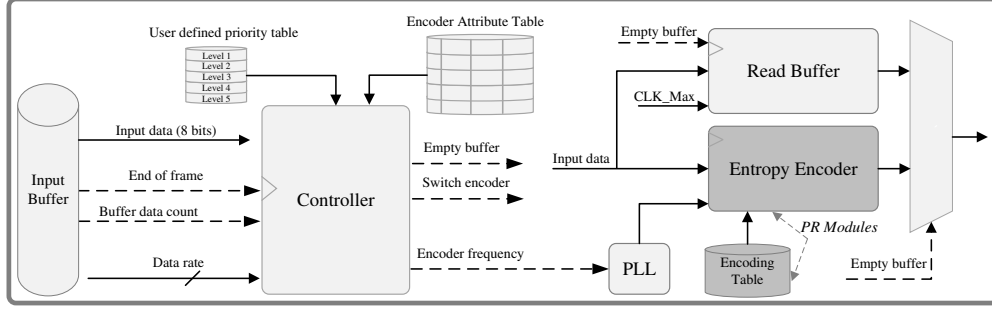 User defined priority table
Encoder Attribute Table
Level 1
Level 2
Level 3
Level 4
Level 5
Input
Buffer
Input data (8 bits)
End of frame
Buffer data count
Data rate
Controller
Empty buffer
Switch encoder
Encoder frequency
Empty buffer
CLK_Max
Read Buffer
Input data
Entropy Encoder
PLL
Encoding
Table
PR Modules
Empty buffer